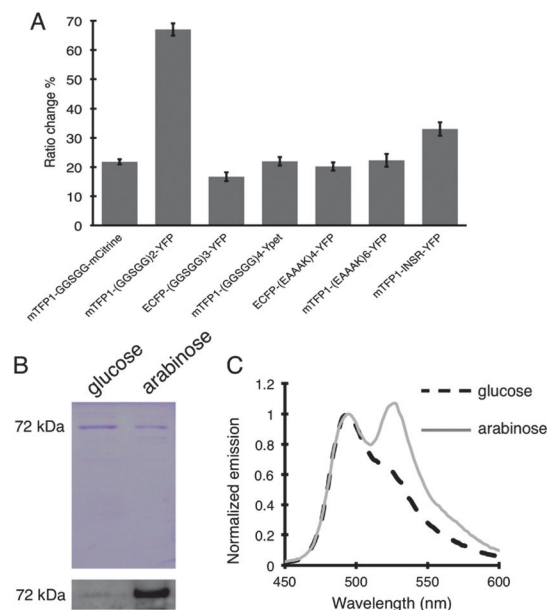 A
Ratio change %
70
60
50
40
30
20
10
0
mTFP1-GGSGG-mCitrine
mTFP1-(GGSGG)2-YFP
ECFP-(GGSGG)3-YFP
mTFP1-(GGSGG)4-Ypet
ECFP-(EAAAK)4-YFP
mTFP1-(EAAAK)6-YFP
mTFP1-INSR-YFP
B
glucose
arabinose
72 kDa
72 kDa
C
Normalized emission
1.2
1
0.8
0.6
0.4
0.2
0
450
500
550
600
Wavelength (nm)
glucose
arabinose